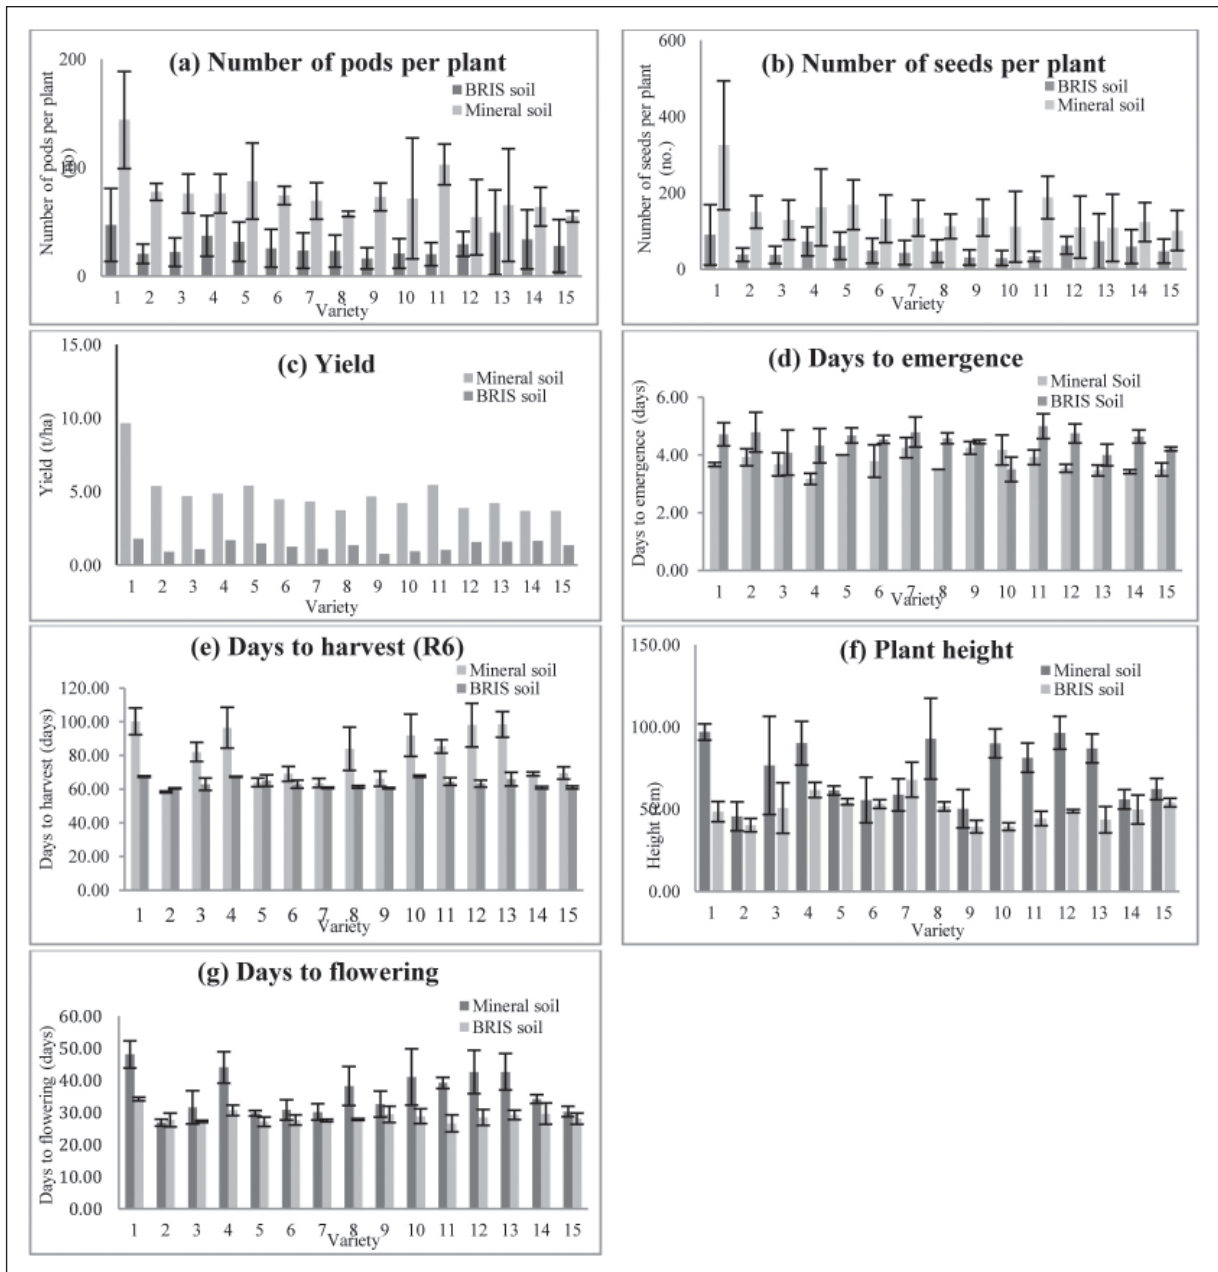 (a) Number of pods per plant
BRIS soil
Mineral soil
Number of pods per plant
(no)
200
100
0
1 2 3 4 5 6 7 8 9 10 11 12 13 14 15
Variety
(b) Number of seeds per plant
BRIS soil
Mineral soil
Number of seeds per plant
(no.)
600
400
200
0
1 2 3 4 5 6 7 8 9 10 11 12 13 14 15
Variety
(c) Yield
Mineral soil
BRIS soil
Yield (t/ha)
15.00
10.00
5.00
0.00
1 2 3 4 5 6 7 8 9 10 11 12 13 14 15
Variety
(d) Days to emergence
Mineral Soil
BRIS Soil
Days to emergence (days)
6.00
4.00
2.00
0.00
1 2 3 4 5 6 7 8 9 10 11 12 13 14 15
Variety
(e) Days to harvest (R6)
Mineral soil
BRIS soil
Days to harvest (days)
120.00
100.00
80.00
60.00
40.00
20.00
0.00
1 2 3 4 5 6 7 8 9 10 11 12 13 14 15
Variety
(f) Plant height
Mineral soil
BRIS soil
Height (cm)
150.00
100.00
50.00
0.00
1 2 3 4 5 6 7 8 9 10 11 12 13 14 15
Variety
(g) Days to flowering
Mineral soil
BRIS soil
Days to flowering (days)
60.00
50.00
40.00
30.00
20.00
10.00
0.00
1 2 3 4 5 6 7 8 9 10 11 12 13 14 15
Variety